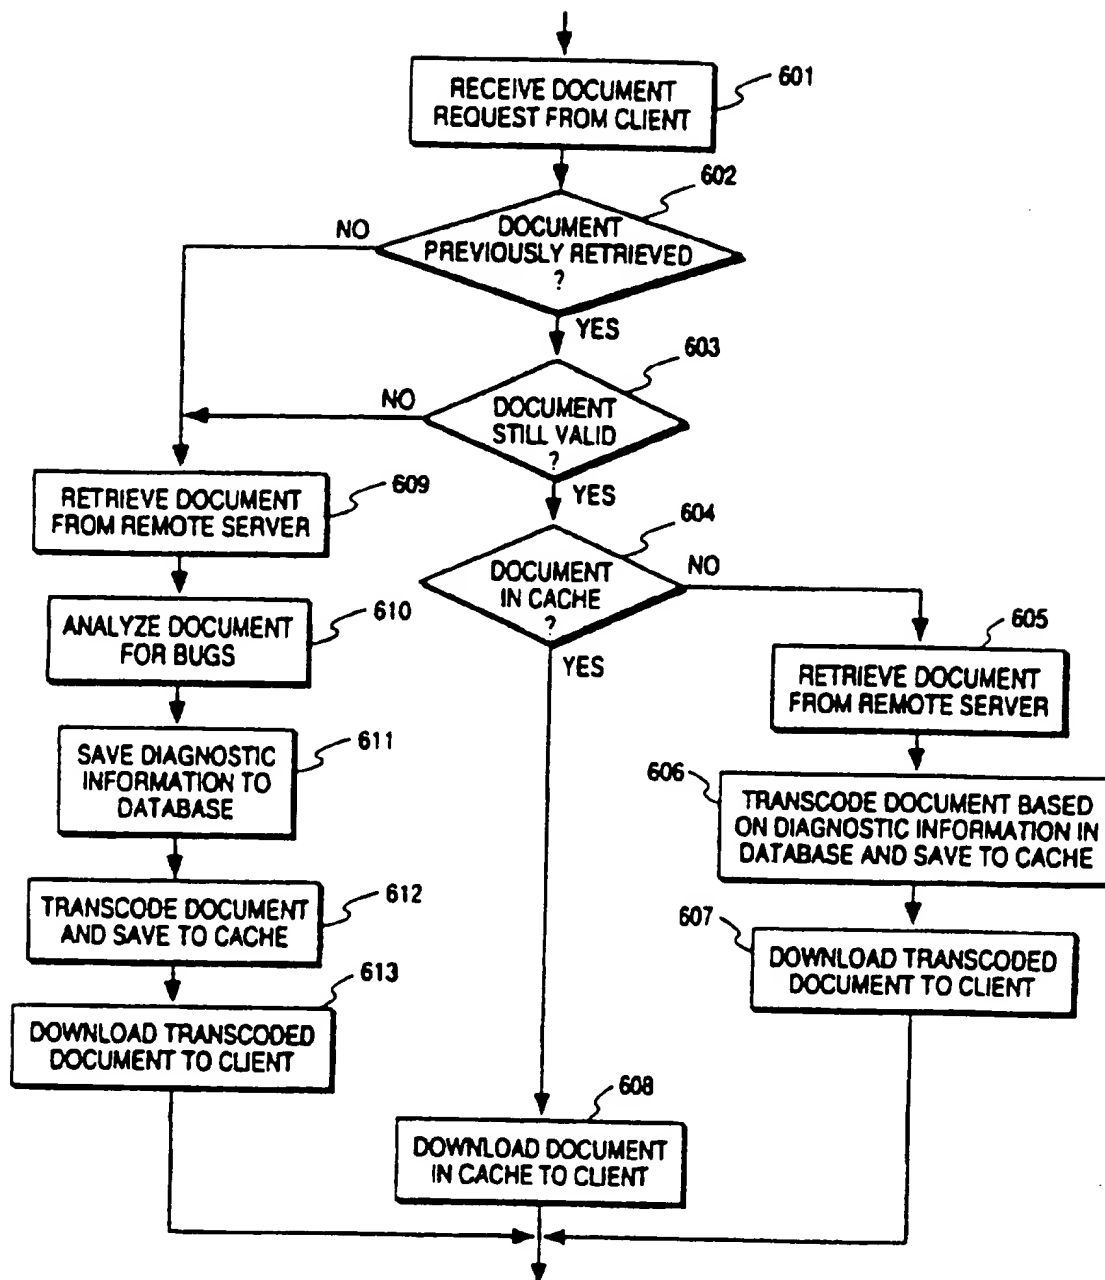 RECEIVE DOCUMENT
REQUEST FROM CLIENT
601
602
DOCUMENT
PREVIOUSLY RETRIEVED
?
NO
YES
603
DOCUMENT
STILL VALID
?
NO
YES
604
DOCUMENT
IN CACHE
?
NO
YES
609
RETRIEVE DOCUMENT
FROM REMOTE SERVER
610
ANALYZE DOCUMENT
FOR BUGS
611
SAVE DIAGNOSTIC
INFORMATION TO
DATABASE
612
TRANSCODE DOCUMENT
AND SAVE TO CACHE
613
DOWNLOAD TRANSCODED
DOCUMENT TO CLIENT
605
RETRIEVE DOCUMENT
FROM REMOTE SERVER
606
TRANSCODE DOCUMENT BASED
ON DIAGNOSTIC INFORMATION IN
DATABASE AND SAVE TO CACHE
607
DOWNLOAD TRANSCODED
DOCUMENT TO CLIENT
608
DOWNLOAD DOCUMENT
IN CACHE TO CLIENT